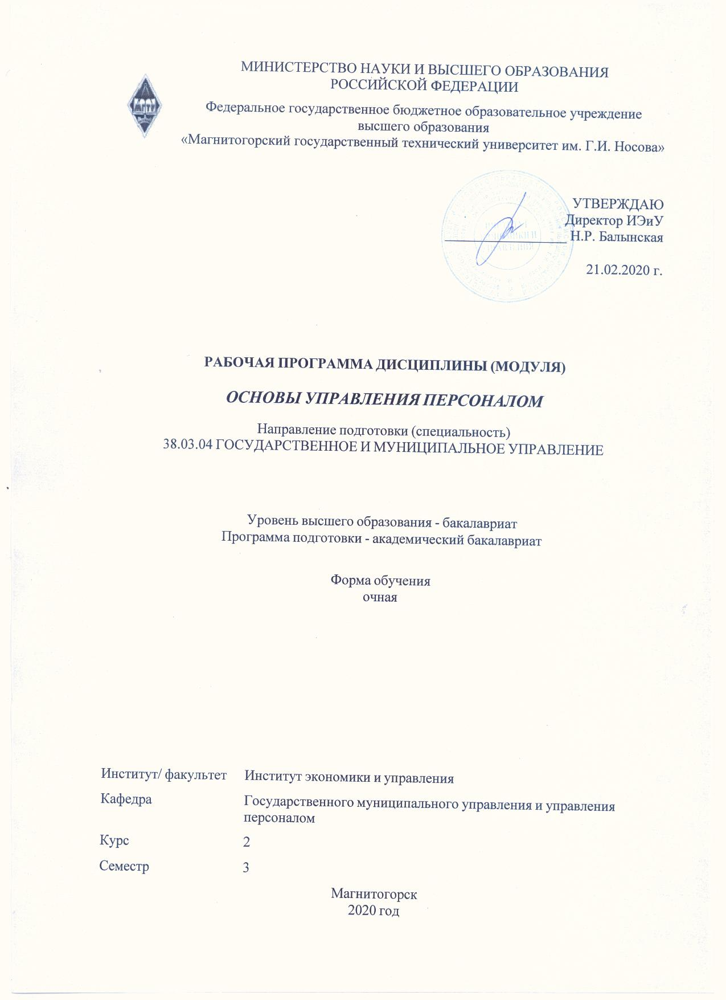 МИНИСТЕРСТВО НАУКИ И ВЫСШЕГО ОБРАЗОВАНИЯ
РОССИЙСКОЙ ФЕДЕРАЦИИ
Федеральное государственное бюджетное образовательное учреждение
высшего образования
«Магнитогорский государственный технический университет им. Г.И. Носова»
МГТУ
УТВЕРЖДАЮ
Директор ИЭиУ
Н.Р. Балынская
21.02.2020 г.
РАБОЧАЯ ПРОГРАММА ДИСЦИПЛИНЫ (МОДУЛЯ)
ОСНОВЫ УПРАВЛЕНИЯ ПЕРСОНАЛОМ
Направление подготовки (специальность)
38.03.04 ГОСУДАРСТВЕННОЕ И МУНИЦИПАЛЬНОЕ УПРАВЛЕНИЕ
Уровень высшего образования - бакалавриат
Программа подготовки - академический бакалавриат
Форма обучения
очная
Институт/ факультет Институт экономики и управления
Кафедра Государственного муниципального управления и управления
персоналом
Курс 2
Семестр 3
Магнитогорск
2020 год